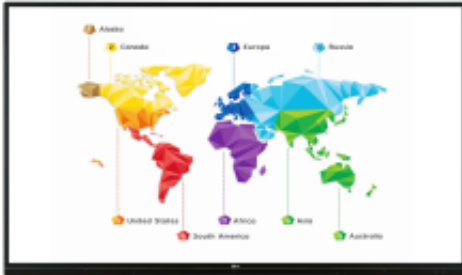 Alaska
Canada
Europe
Russia
United States
South America
Africa
Asia
Australia